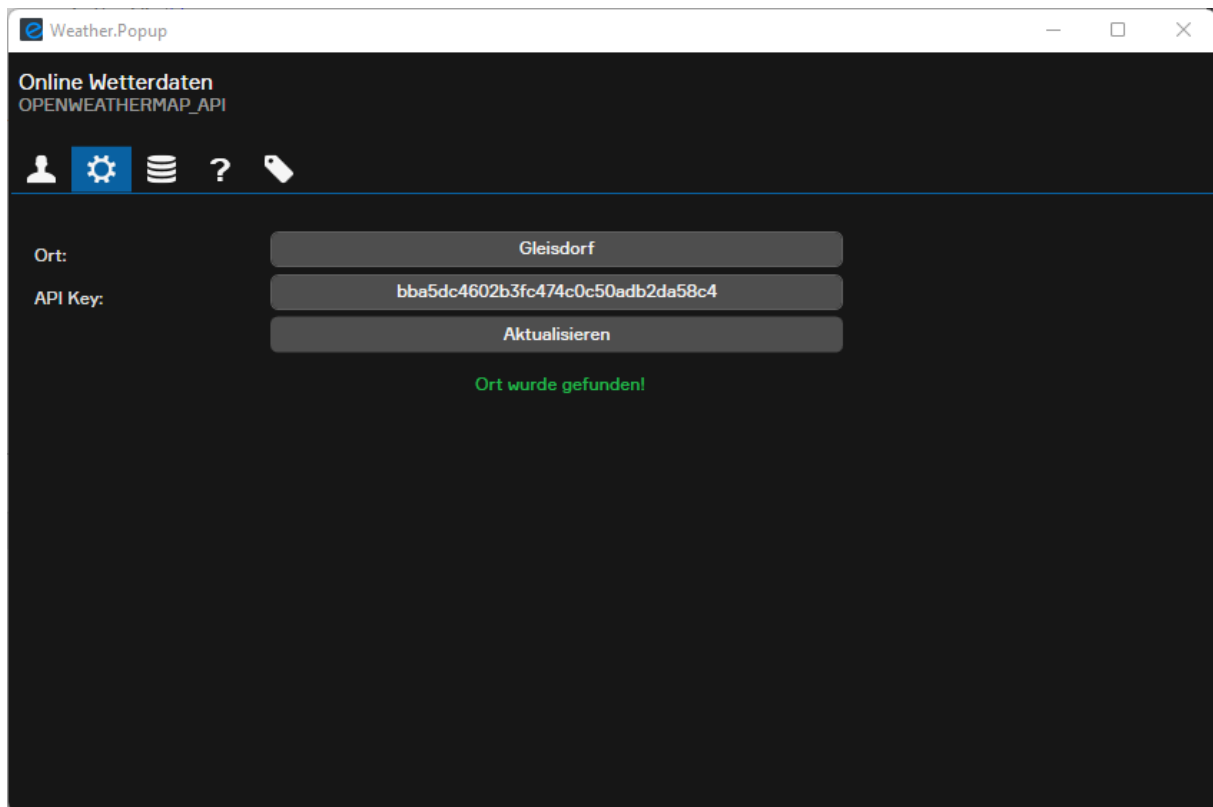 Weather.Popup
Online Wetterdaten
OPENWEATHERMAP_API
?
Ort:
Gleisdorf
API Key:
bba5dc4602b3fc474c0c50adb2da58c4
Aktualisieren
Ort wurde gefunden!